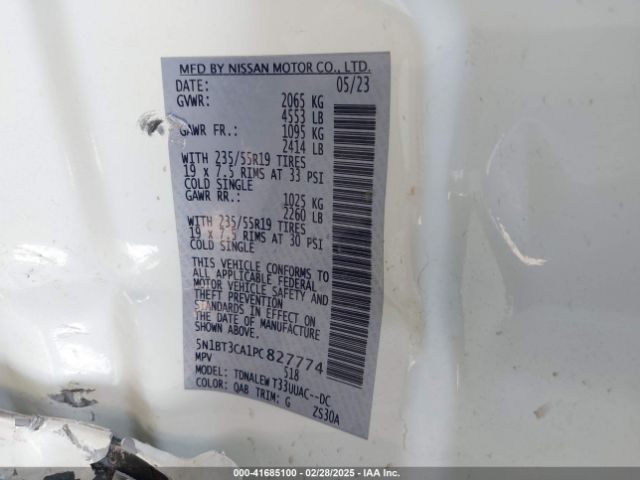 MFD BY NISSAN MOTOR CO., LTD.
DATE: 05/23
GVWR: 2065 KG
4553 LB
GAWR FR.: 1095 KG
2414 LB
WITH 235/55R19 TIRES
19 x 7.5 RIMS AT 33 PSI
COLD SINGLE
GAWR RR.: 1025 KG
2260 LB
WITH 235/55R19 TIRES
19 x 7.5 RIMS AT 30 PSI
COLD SINGLE
THIS VEHICLE CONFORMS TO
ALL APPLICABLE FEDERAL
MOTOR VEHICLE SAFETY AND
THEFT PREVENTION
STANDARDS IN EFFECT ON
THE DATE OF MANUFACTURE
SHOWN ABOVE.
5N1BT3CA1PC827774
MPV 518
MODEL: TDNALEW T33UUAC--DC
COLOR: QAB TRIM: G ZS30A
000-41685100 - 02/28/2025 - IAA Inc.